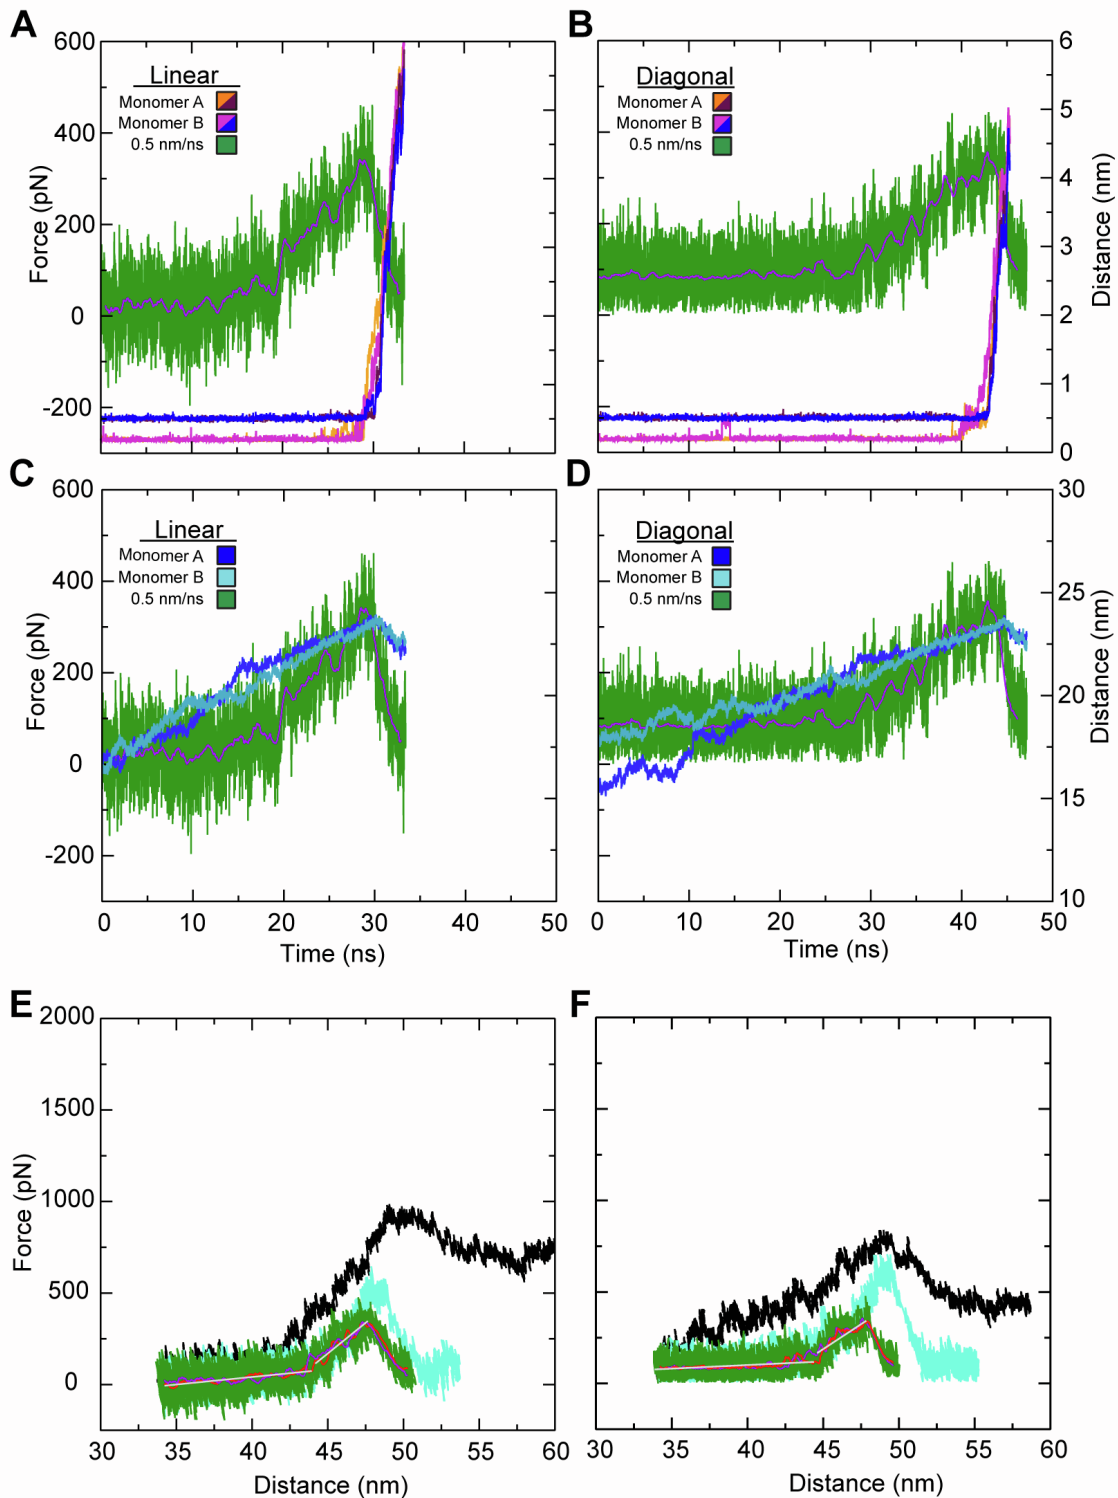 A
B
600
400
200
0
-200
Force (pN)
Linear
Monomer A
Monomer B
0.5 nm/ns
Diagonal
Monomer A
Monomer B
0.5 nm/ns
6
5
4
3
2
1
0
Distance (nm)
C
D
600
400
200
0
-200
Force (pN)
Linear
Monomer A
Monomer B
0.5 nm/ns
Diagonal
Monomer A
Monomer B
0.5 nm/ns
30
25
20
15
10
Distance (nm)
0 10 20 30 40 50
Time (ns)
0 10 20 30 40 50
Time (ns)
E
F
2000
1500
1000
500
0
Force (pN)
30 35 40 45 50 55 60
Distance (nm)
30 35 40 45 50 55 60
Distance (nm)